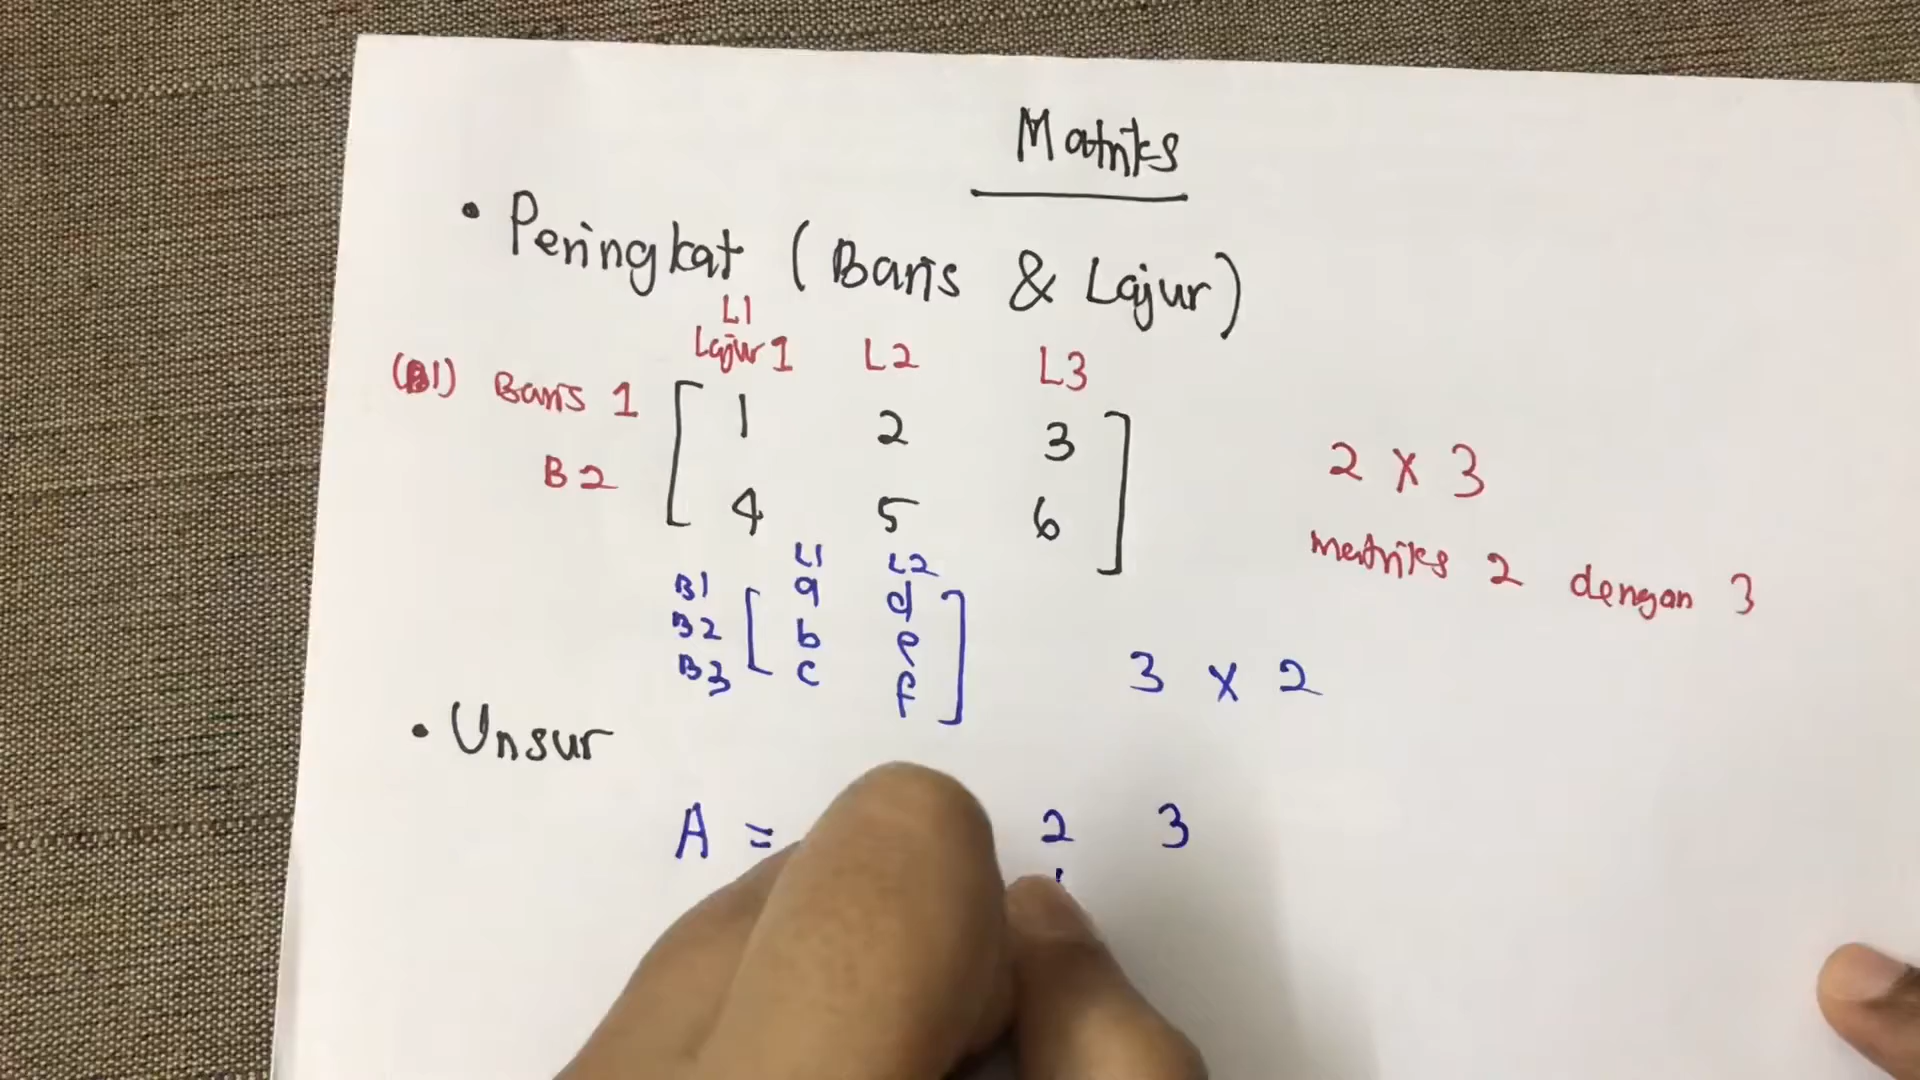 Matriks
• Peringkat (Baris & Lajur)
L1
Lajur 1 L2 L3
(B1) Baris 1 [ 1 2 3 ]
B2 4 5 6
2 x 3
matriks 2 dengan 3
L1 L2
B1 a d
B2 b e
B3 c f
3 x 2
• Unsur
A = 2 3